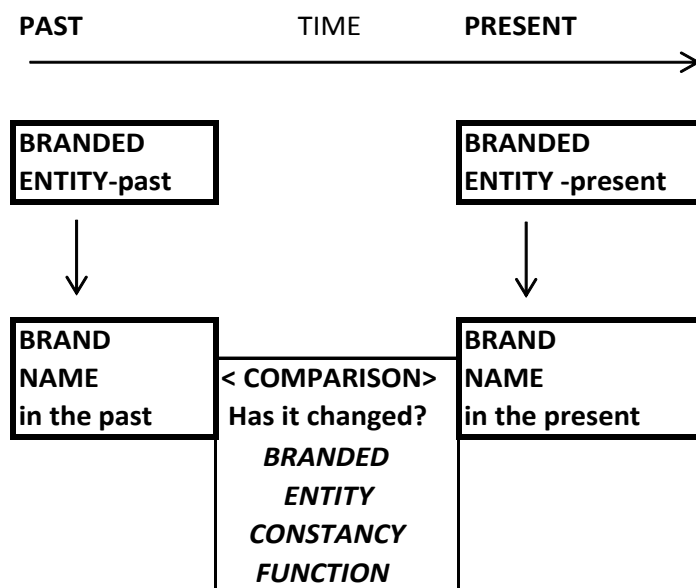 PAST TIME PRESENT
BRANDED
ENTITY-past
BRANDED
ENTITY -present
BRAND
NAME
in the past
< COMPARISON>
Has it changed?
BRANDED
ENTITY
CONSTANCY
FUNCTION
BRAND
NAME
in the present